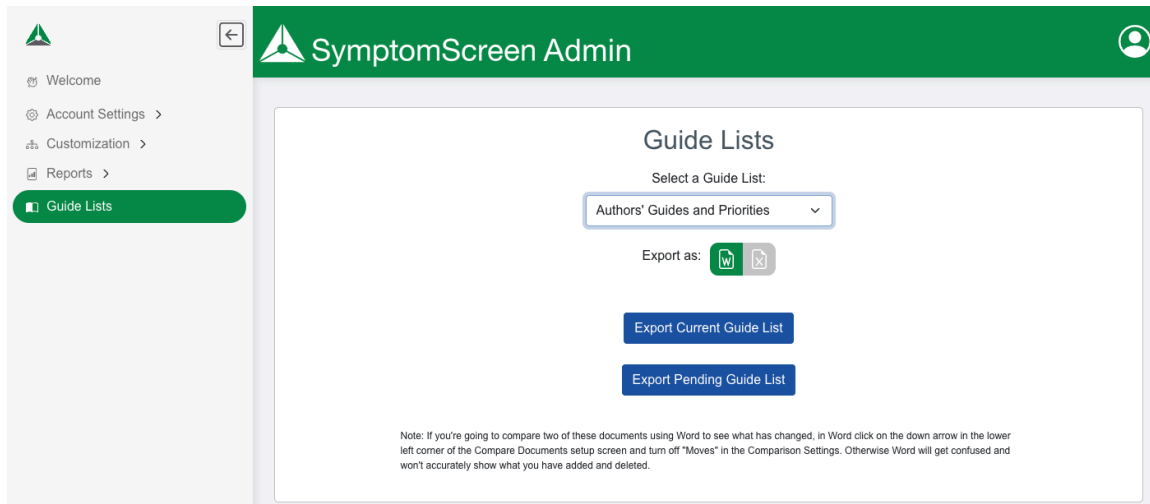 SymptomScreen Admin
Welcome
Account Settings
Customization
Reports
Guide Lists
Guide Lists
Select a Guide List:
Authors' Guides and Priorities
Export as:
Export Current Guide List
Export Pending Guide List
Note: If you're going to compare two of these documents using Word to see what has changed, in Word click on the down arrow in the lower
left corner of the Compare Documents setup screen and turn off "Moves" in the Comparison Settings. Otherwise Word will get confused and
won't accurately show what you have added and deleted.